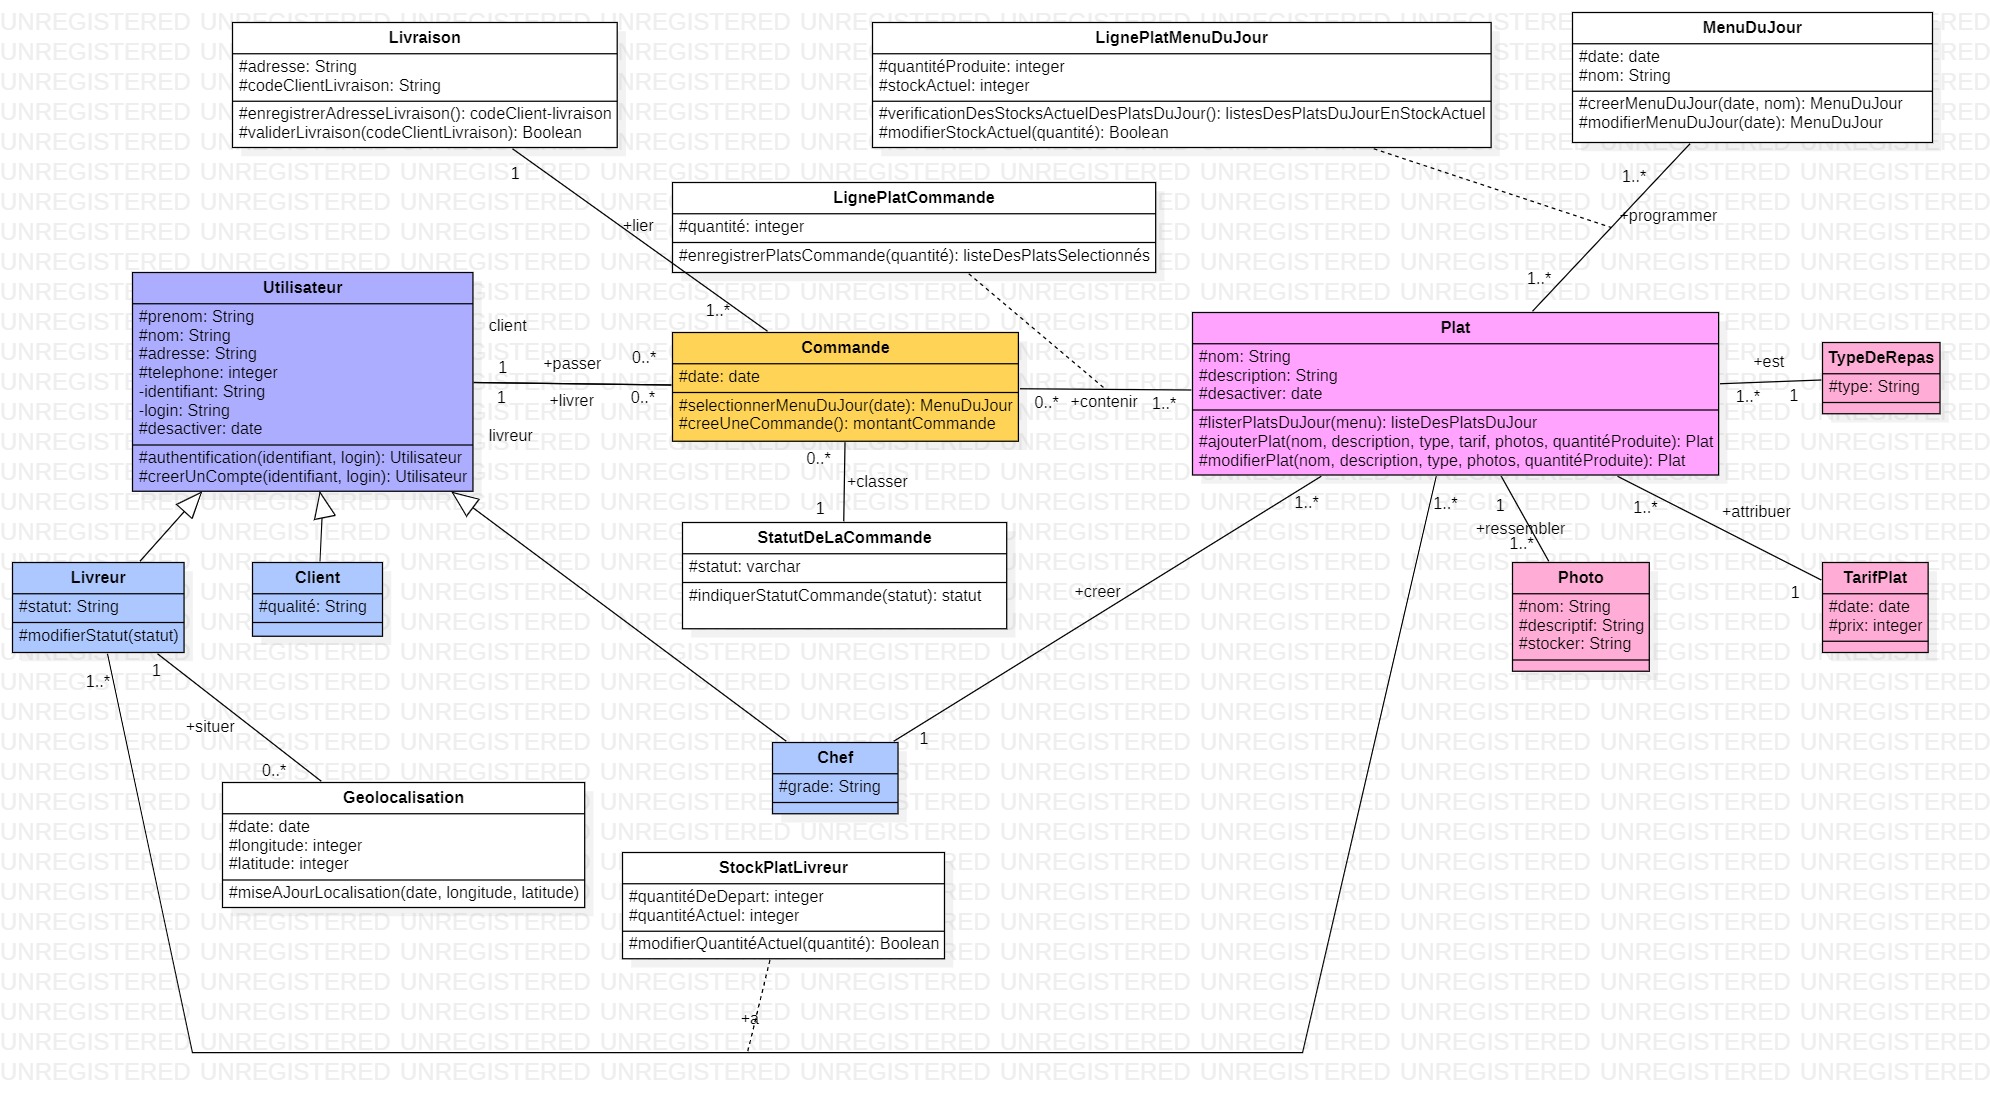 UNREGISTERED UNREGISTERED UNREGISTERED UNREGISTERED UNREGISTERED UNREGISTERED UNREGISTERED UNREGISTERED UNREGISTERED UNREGISTERED
Livraison
#adresse: String
#codeClientLivraison: String
#enregistrerAdresseLivraison(): codeClient-livraison
#validerLivraison(codeClientLivraison): Boolean
LignePlatMenuDuJour
#quantitéProduite: integer
#stockActuel: integer
#verificationDesStocksActuelDesPlatsDuJour(): listesDesPlatsDuJourEnStockActuel
#modifierStockActuel(quantité): Boolean
MenuDuJour
#date: date
#nom: String
#creerMenuDuJour(date, nom): MenuDuJour
#modifierMenuDuJour(date): MenuDuJour
1
+lier
1..*
1..*
+programmer
1..*
LignePlatCommande
#quantité: integer
#enregistrerPlatsCommande(quantité): listeDesPlatsSelectionnés
Utilisateur
#prenom: String
#nom: String
#adresse: String
#telephone: integer
-identifiant: String
-login: String
#desactiver: date
#authentification(identifiant, login): Utilisateur
#creerUnCompte(identifiant, login): Utilisateur
client
1
+passer
0..*
1
+livrer
0..*
livreur
Commande
#date: date
#selectionnerMenuDuJour(date): MenuDuJour
#creeUneCommande(): montantCommande
0..*
+contenir
1..*
Plat
#nom: String
#description: String
#desactiver: date
#listerPlatsDuJour(menu): listeDesPlatsDuJour
#ajouterPlat(nom, description, type, tarif, photos, quantitéProduite): Plat
#modifierPlat(nom, description, type, photos, quantitéProduite): Plat
+est
1..*
1
TypeDeRepas
#type: String
0..*
+classer
1
StatutDeLaCommande
#statut: varchar
#indiquerStatutCommande(statut): statut
1..*
+creer
1
1..*
1
+ressembler
1..*
1..*
+attribuer
1
Livreur
#statut: String
#modifierStatut(statut)
Client
#qualité: String
Photo
#nom: String
#descriptif: String
#stocker: String
TarifPlat
#date: date
#prix: integer
1..*
1
+situer
0..*
Chef
#grade: String
Geolocalisation
#date: date
#longitude: integer
#latitude: integer
#miseAJourLocalisation(date, longitude, latitude)
StockPlatLivreur
#quantitéDeDepart: integer
#quantitéActuel: integer
#modifierQuantitéActuel(quantité): Boolean
+a